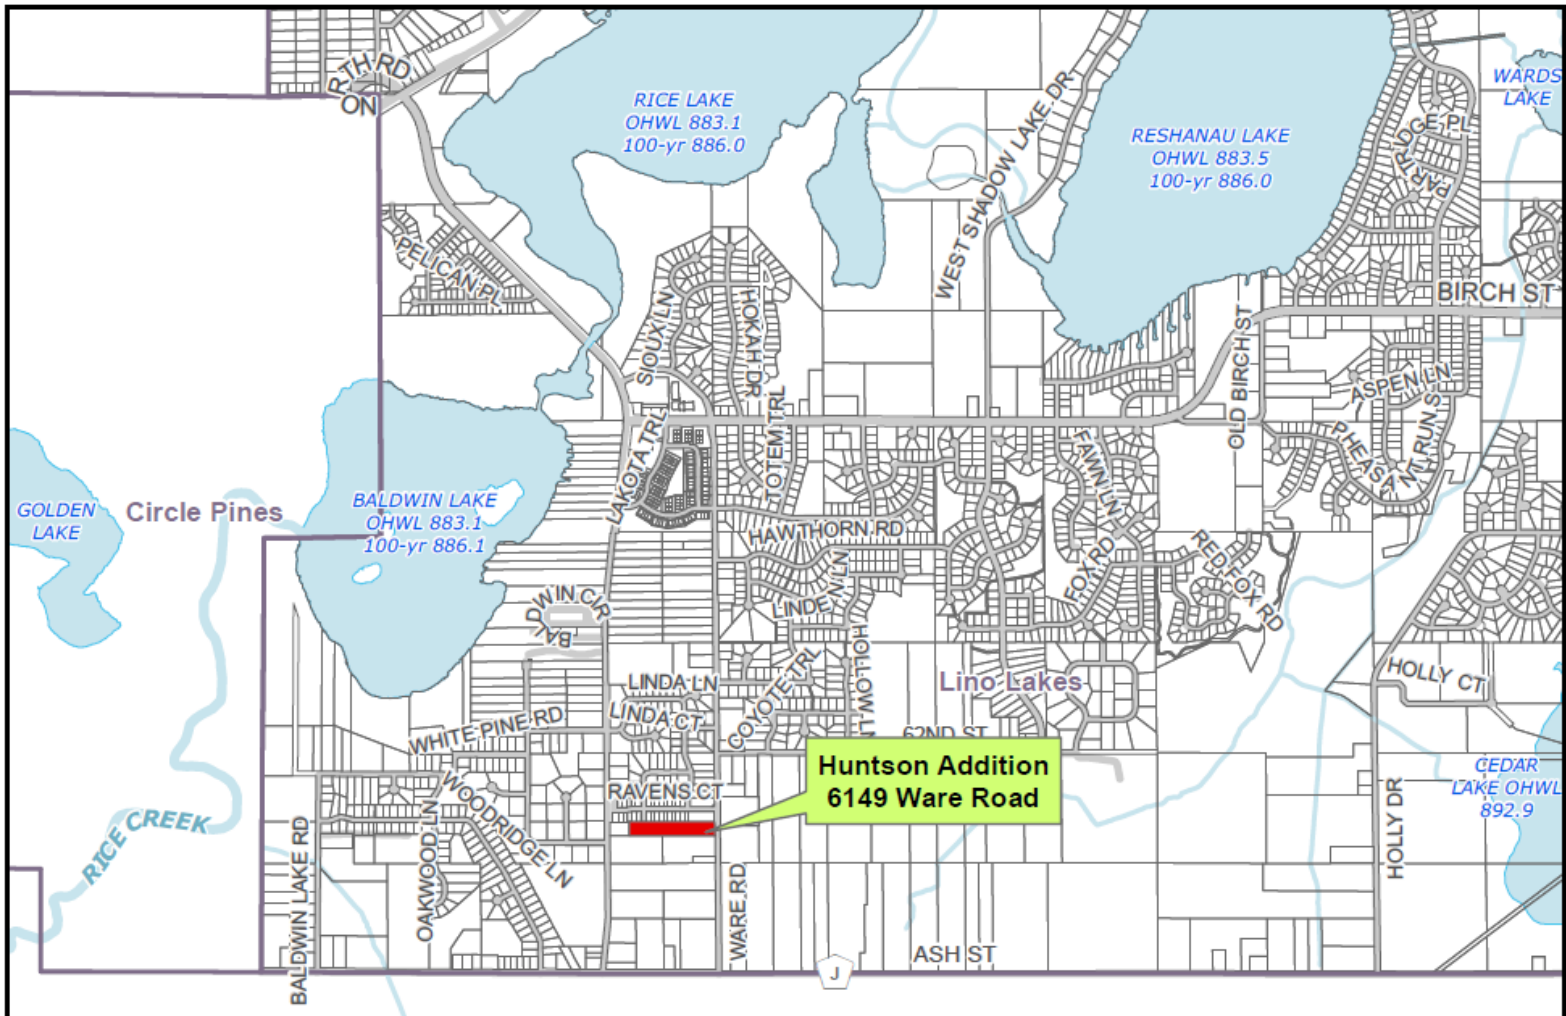 RTH RD
ON
RICE LAKE
OHWL 883.1
100-yr 886.0
WEST SHADOW LAKE DR
RESHANAU LAKE
OHWL 883.5
100-yr 886.0
WARDS
LAKE
PARTRIDGE PL
PELICAN PL
BIRCH ST
SIOUX LN
HOKAH DR
OLD BIRCH ST
ASPEN LN
TOTEM TRL
LAKOTA TRL
FAWN LN
PHEASANT RUN S
GOLDEN
LAKE
Circle Pines
BALDWIN LAKE
OHWL 883.1
100-yr 886.1
HAWTHORN RD
FOX RD
RED FOX RD
BALDWIN CIR
LINDEN LN
HOLLOW LN
COYOTE TRL
LINDA LN
LINDA CT
Lino Lakes
HOLLY CT
WHITE PINE RD
62ND ST
Huntson Addition
6149 Ware Road
RAVENS CT
CEDAR
LAKE OHWL
892.9
WOODRIDGE LN
OAKWOOD LN
RICE CREEK
BALDWIN LAKE RD
WARE RD
HOLLY DR
ASH ST
J